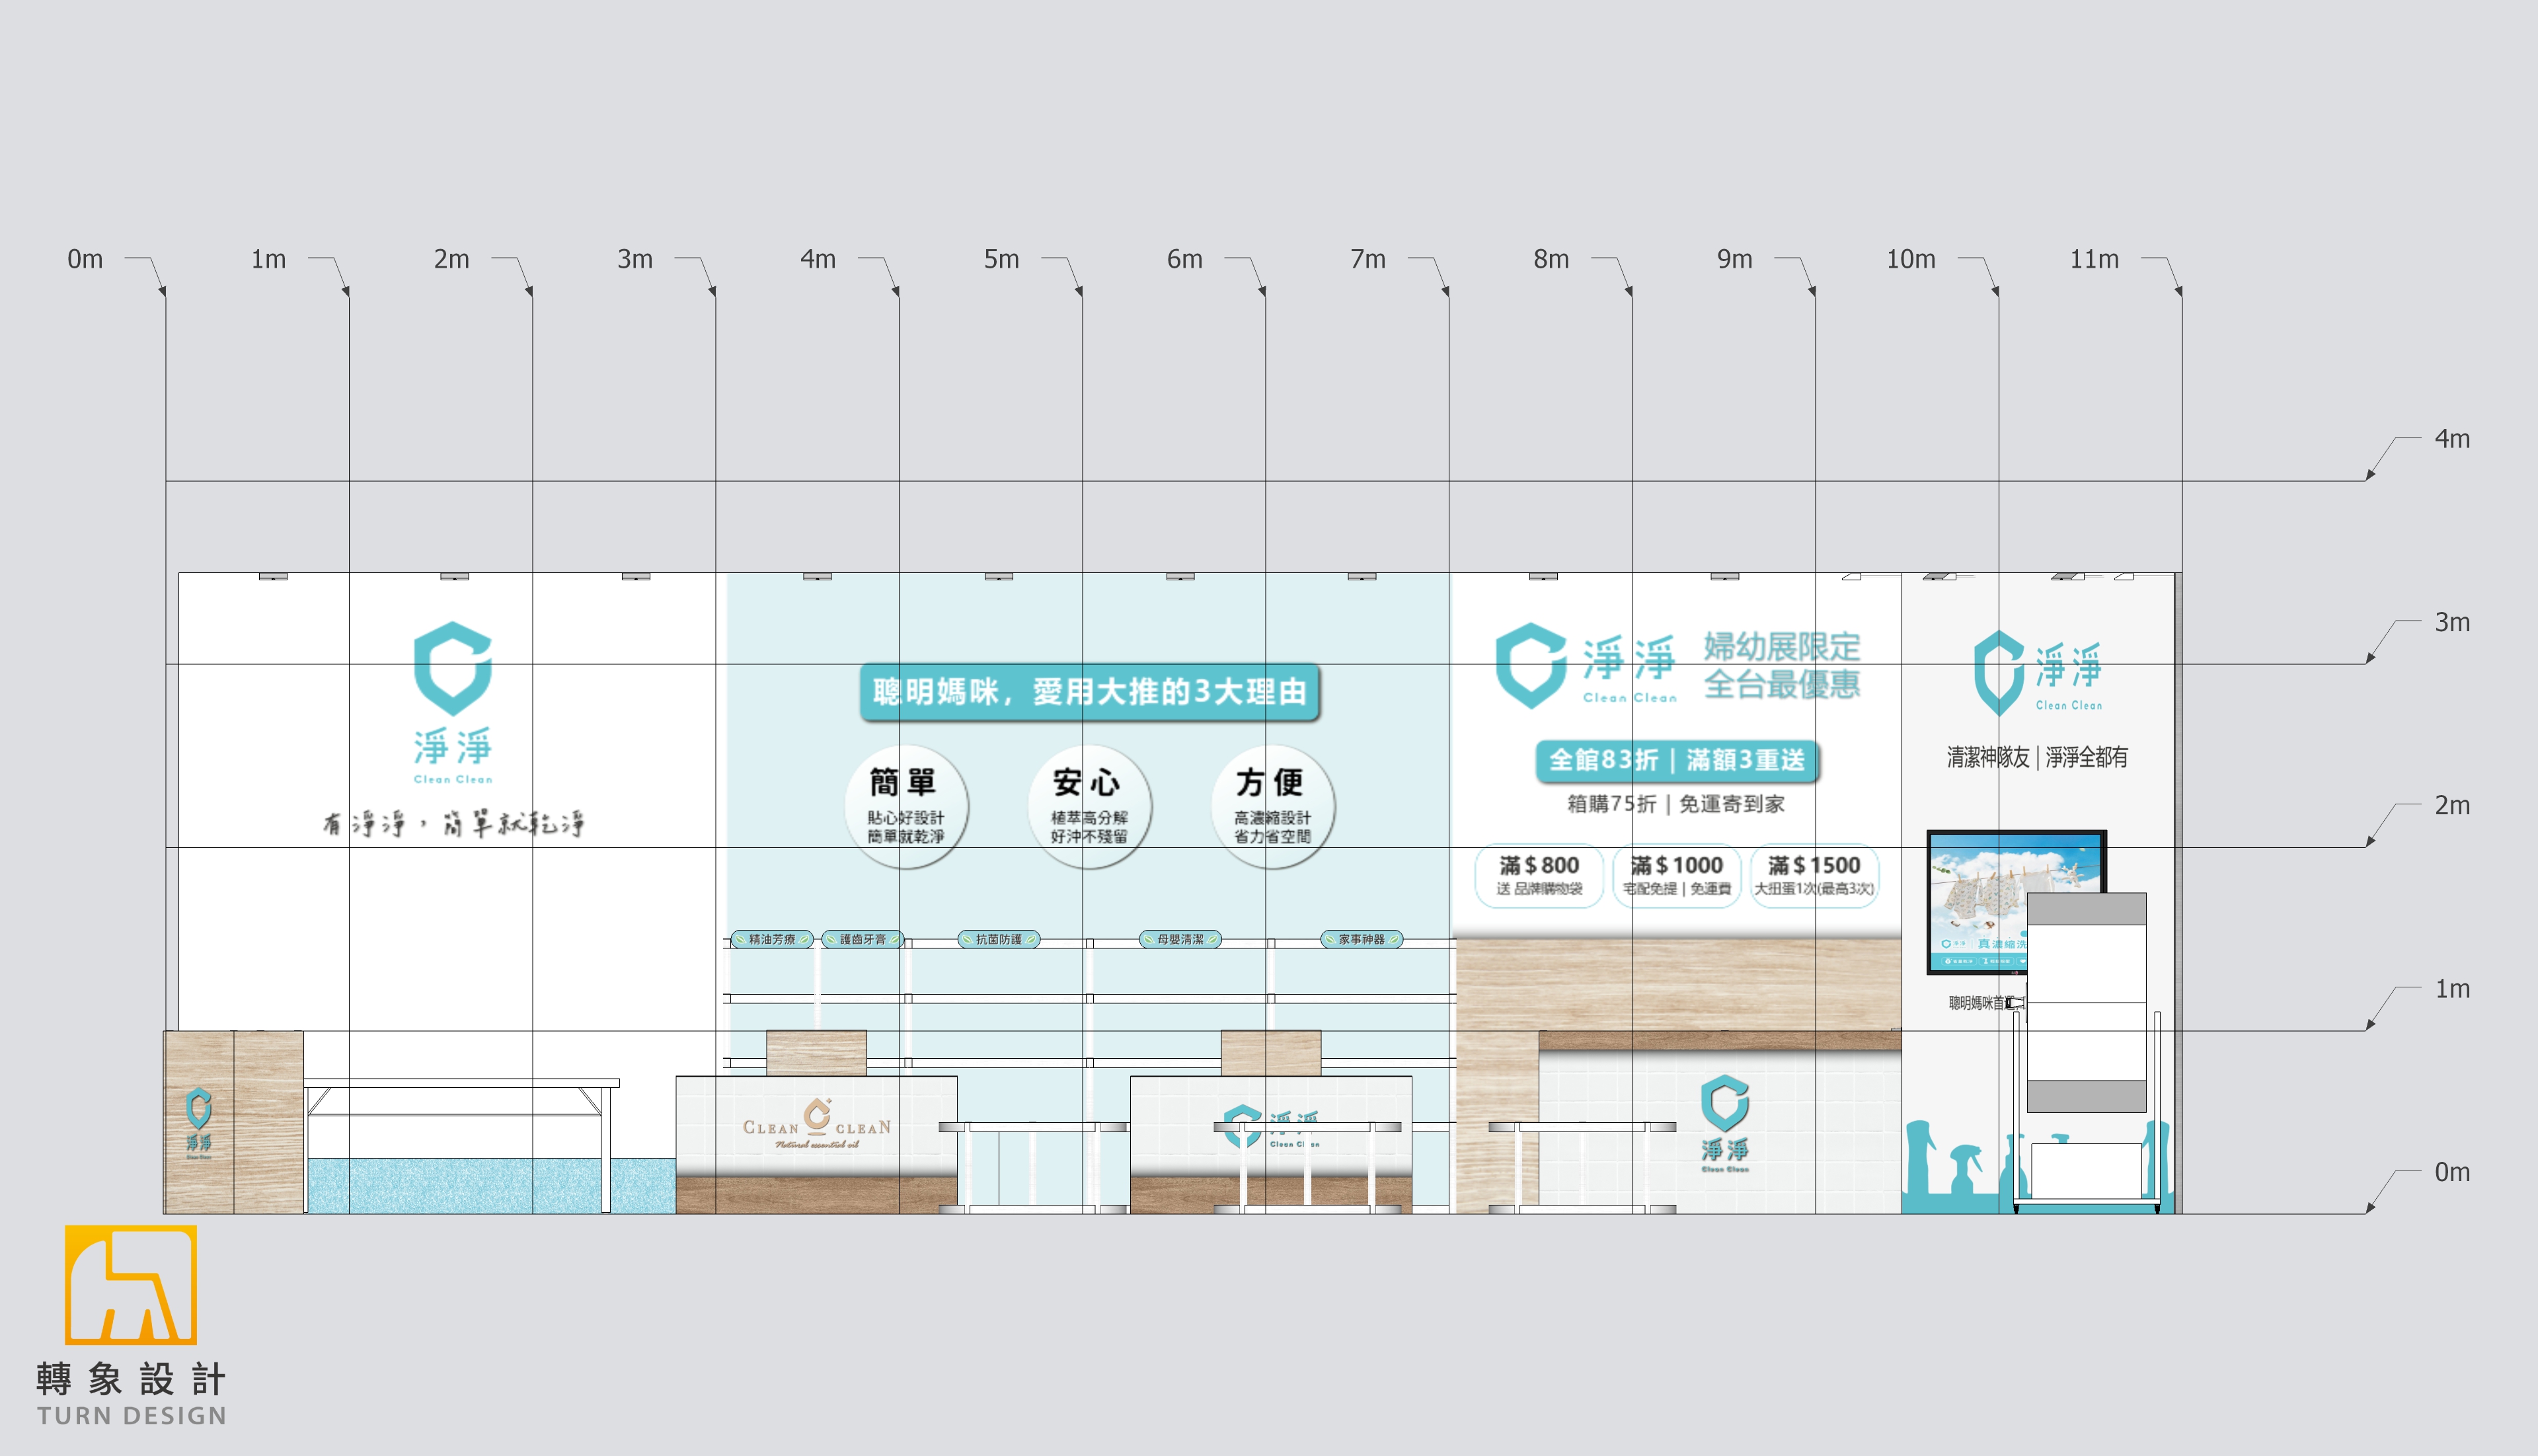 0m
1m
2m
3m
4m
5m
6m
7m
8m
9m
10m
11m
4m
3m
2m
1m
0m
淨淨
Clean Clean
有淨淨，簡單就乾淨
聰明媽咪，愛用大推的3大理由
簡單
貼心好設計
簡單就乾淨
安心
植萃高分解
好沖不殘留
方便
高濃縮設計
省力省空間
精油芳療
護齒牙膏
抗菌防護
母嬰清潔
家事神器
淨淨
Clean Clean
婦幼展限定
全台最優惠
全館83折｜滿額3重送
箱購75折｜免運寄到家
滿$800
送 品牌購物袋
滿$1000
宅配免提｜免運費
滿$1500
大扭蛋1次(最高3次)
淨淨
Clean Clean
清潔神隊友｜淨淨全都有
真濃縮洗
聰明媽咪首選
淨淨
Clean Clean
CLEAN CLEAN
Natural essential oil
淨淨
Clean Cl an
淨淨
Clean Clean
轉象設計
TURN DESIGN